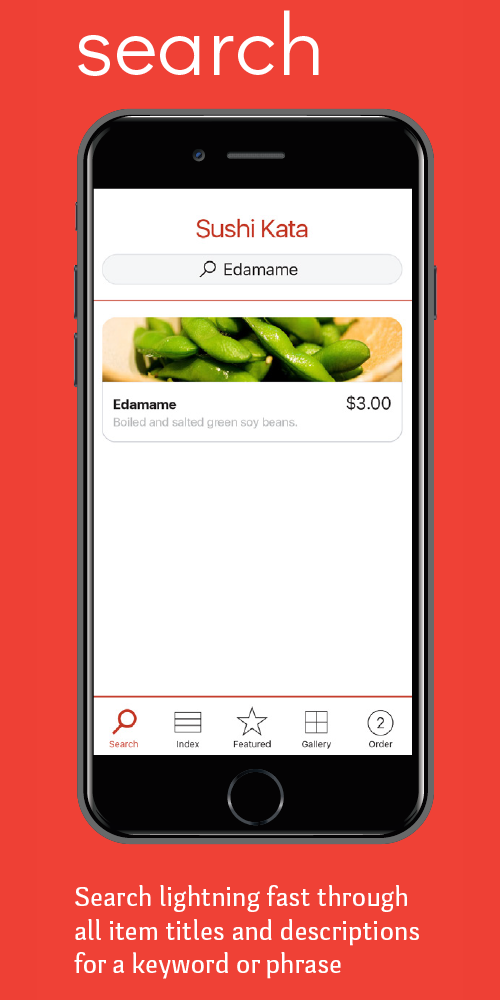 search
Sushi Kata
Edamame
Edamame $3.00
Boiled and salted green soy beans.
Search Index Featured Gallery 2 Order
Search lightning fast through
all item titles and descriptions
for a keyword or phrase